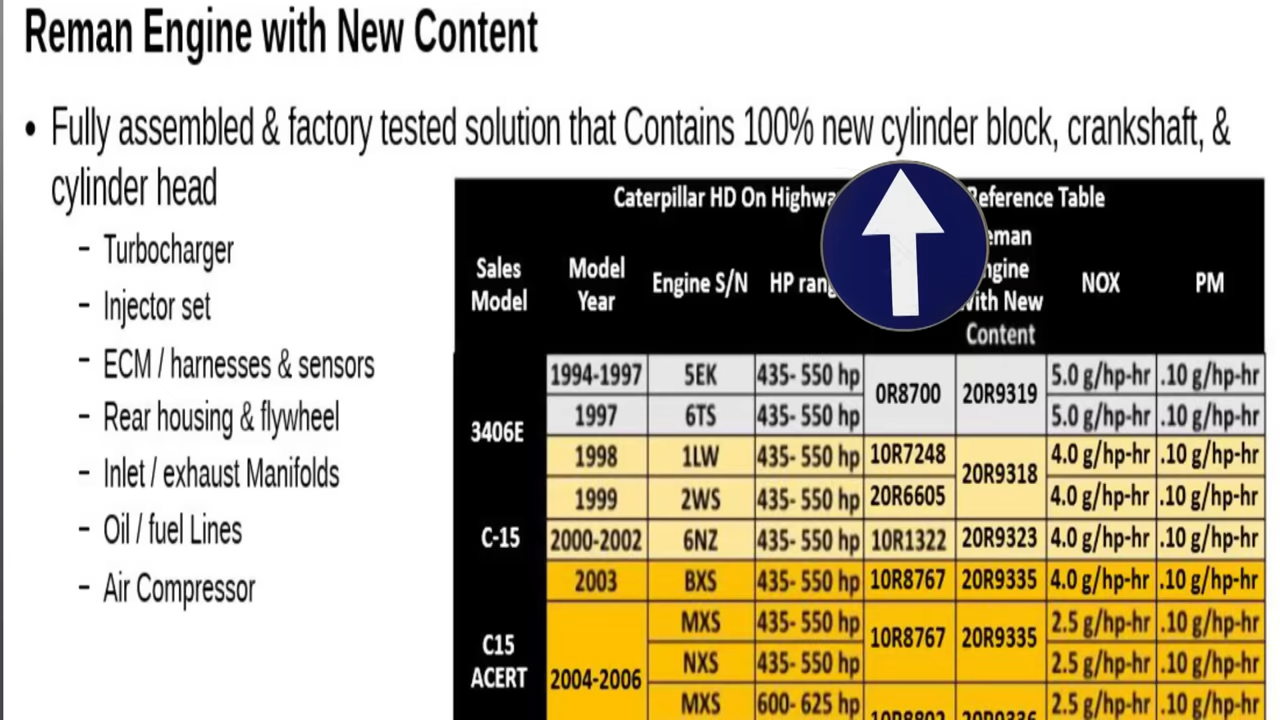 Reman Engine with New Content
• Fully assembled & factory tested solution that Contains 100% new cylinder block, crankshaft, &
cylinder head
– Turbocharger
– Injector set
– ECM / harnesses & sensors
– Rear housing & flywheel
– Inlet / exhaust Manifolds
– Oil / fuel Lines
– Air Compressor
Caterpillar HD On Reference Table
Sales Model Model Year Engine S/N HP With New Content NOX PM
3406E 1994-1997 5EK 435- 550 hp 0R8700 20R9319 5.0 g/hp-hr .10 g/hp-hr
1997 6TS 435- 550 hp 5.0 g/hp-hr .10 g/hp-hr
1998 1LW 435- 550 hp 10R7248 20R9318 4.0 g/hp-hr .10 g/hp-hr
1999 2WS 435- 550 hp 20R6605 4.0 g/hp-hr .10 g/hp-hr
C-15 2000-2002 6NZ 435- 550 hp 10R1322 20R9323 4.0 g/hp-hr .10 g/hp-hr
2003 BXS 435- 550 hp 10R8767 20R9335 4.0 g/hp-hr .10 g/hp-hr
C15 ACERT 2004-2006 MXS 435- 550 hp 10R8767 20R9335 2.5 g/hp-hr .10 g/hp-hr
NXS 435- 550 hp 2.5 g/hp-hr .10 g/hp-hr
MXS 600- 625 hp 2.5 g/hp-hr .10 g/hp-hr